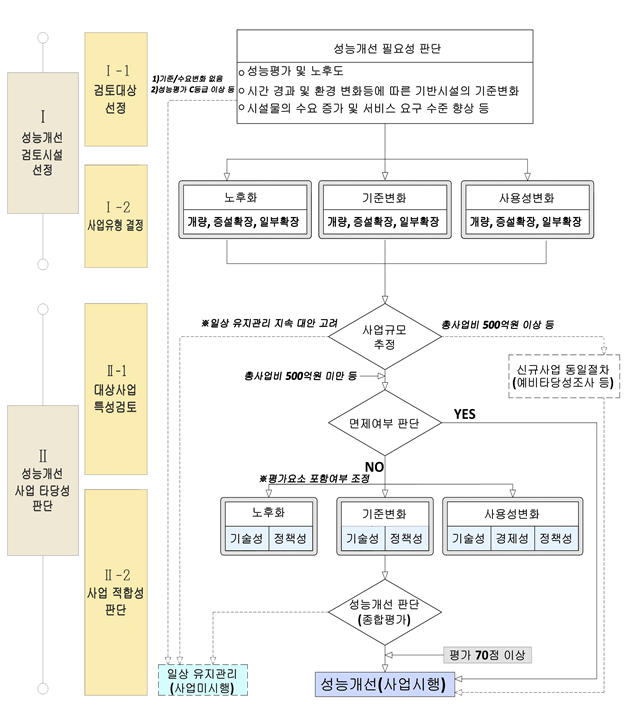 Ⅰ
성능개선
검토시설
선정
Ⅰ-1
검토대상
선정
Ⅰ-2
사업유형 결정
성능개선 필요성 판단
성능평가 및 노후도
시간 경과 및 환경 변화등에 따른 기반시설의 기준변화
시설물의 수요 증가 및 서비스 요구 수준 향상 등
1)기준/수요변화 없음
2)성능평가 C등급 이상 등
노후화
개량, 증설확장, 일부확장
기준변화
개량, 증설확장, 일부확장
사용성변화
개량, 증설확장, 일부확장
Ⅱ
성능개선
사업 타당성
판단
Ⅱ-1
대상사업
특성검토
Ⅱ-2
사업 적합성
판단
※일상 유지관리 지속 대안 고려
사업규모
추정
총사업비 500억원 이상 등
신규사업 동일절차
(예비타당성조사 등)
총사업비 500억원 미만 등
면제여부 판단
YES
NO
※평가요소 포함여부 조정
노후화
기술성 정책성
기준변화
기술성 정책성
사용성변화
기술성 경제성 정책성
성능개선 판단
(종합평가)
평가 70점 이상
일상 유지관리
(사업미시행)
성능개선(사업시행)